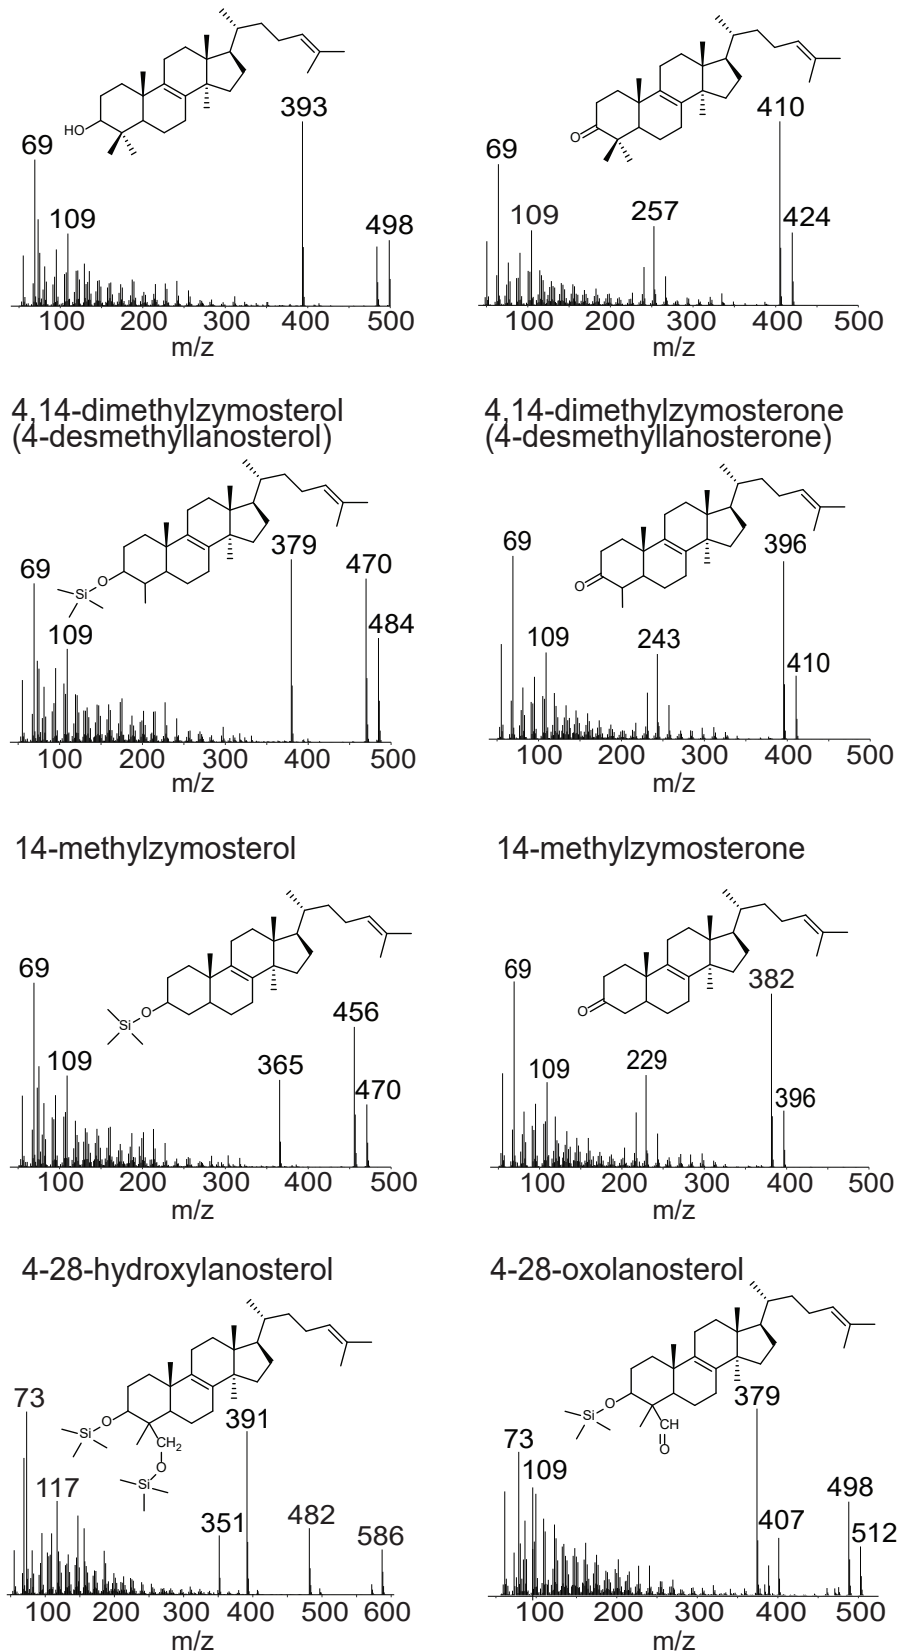 393
69
109
498
HO
100
200
300
400
500
m/z
410
69
109
257
424
O
100
200
300
400
500
m/z
4,14-dimethylzymosterol
(4-desmethyllanosterol)
379
470
69
484
109
O
Si
100
200
300
400
500
m/z
4,14-dimethylzymosterone
(4-desmethyllanosterone)
69
396
109
243
410
O
100
200
300
400
500
m/z
14-methylzymosterol
69
456
109
365
470
O
Si
100
200
300
400
500
m/z
14-methylzymosterone
69
382
109
229
396
O
100
200
300
400
500
m/z
4-28-hydroxylanosterol
73
391
117
351
482
586
O
Si
CH2
O
Si
100
200
300
400
500
600
m/z
4-28-oxolanosterol
379
73
109
498
407
512
O
Si
CH
O
100
200
300
400
500
m/z